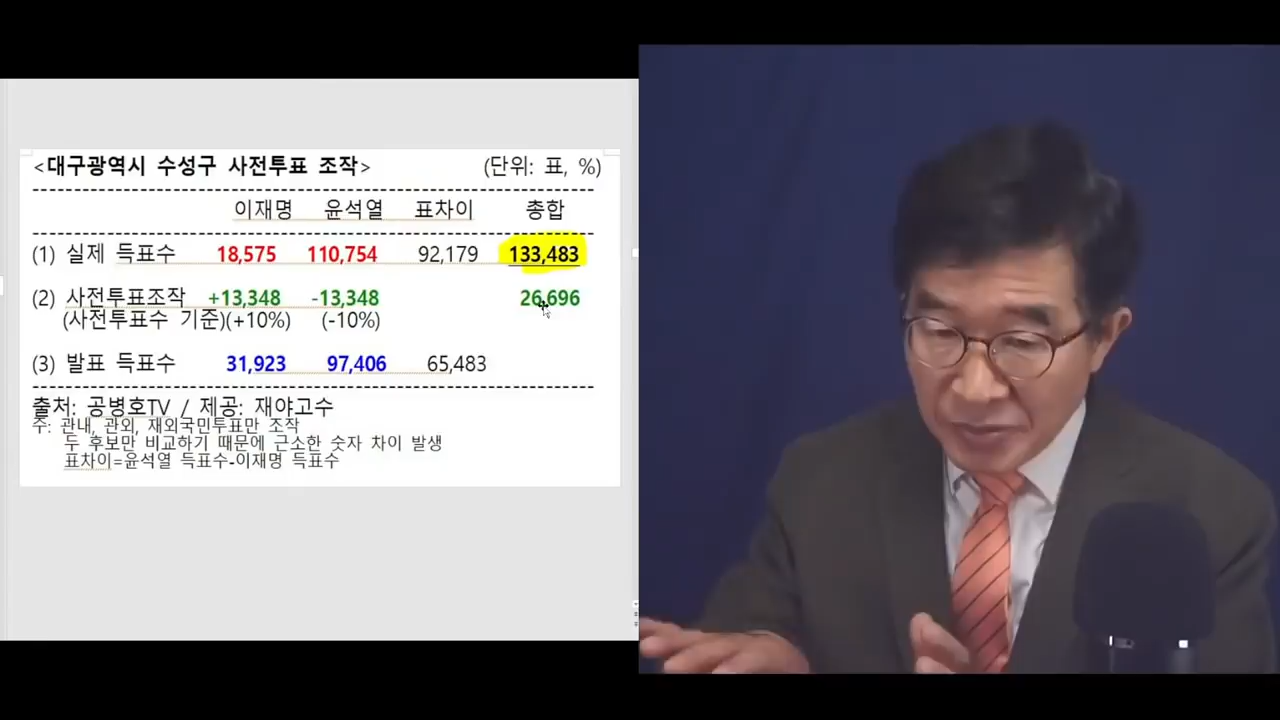 <대구광역시 수성구 사전투표 조작> (단위: 표, %)
이재명 윤석열 표차이 총합
(1) 실제 득표수 18,575 110,754 92,179 133,483
(2) 사전투표조작 +13,348 -13,348 26,696
(사전투표수 기준)(+10%) (-10%)
(3) 발표 득표수 31,923 97,406 65,483
출처: 공병호TV / 제공: 재야고수
주: 관내, 관외, 재외국민투표만 조작
두 후보만 비교하기 때문에 근소한 숫자 차이 발생
표차이=윤석열 득표수-이재명 득표수